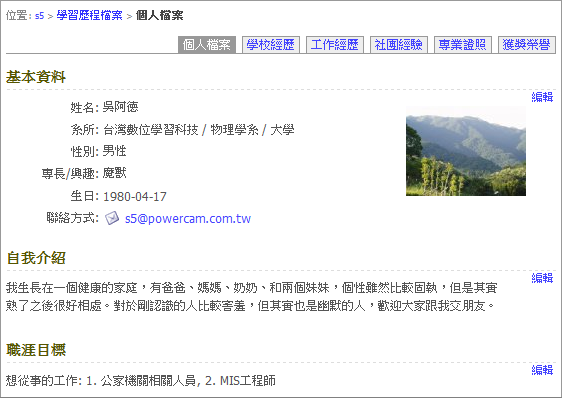 位置: s5 > 學習歷程檔案 > 個人檔案
個人檔案 學校經歷 工作經歷 社團經驗 專業證照 獲獎榮譽
基本資料
編輯
姓名: 吳阿德
系所: 台灣數位學習科技 / 物理學系 / 大學
性別: 男性
專長/興趣: 魔獸
生日: 1980-04-17
聯絡方式: s5@powercam.com.tw
自我介紹
編輯
我生長在一個健康的家庭，有爸爸、媽媽、奶奶、和兩個妹妹，個性雖然比較固執，但是其實
熟了之後很好相處。對於剛認識的人比較害羞，但其實也是幽默的人，歡迎大家跟我交朋友。
職涯目標
編輯
想從事的工作: 1. 公家機關相關人員, 2. MIS工程師